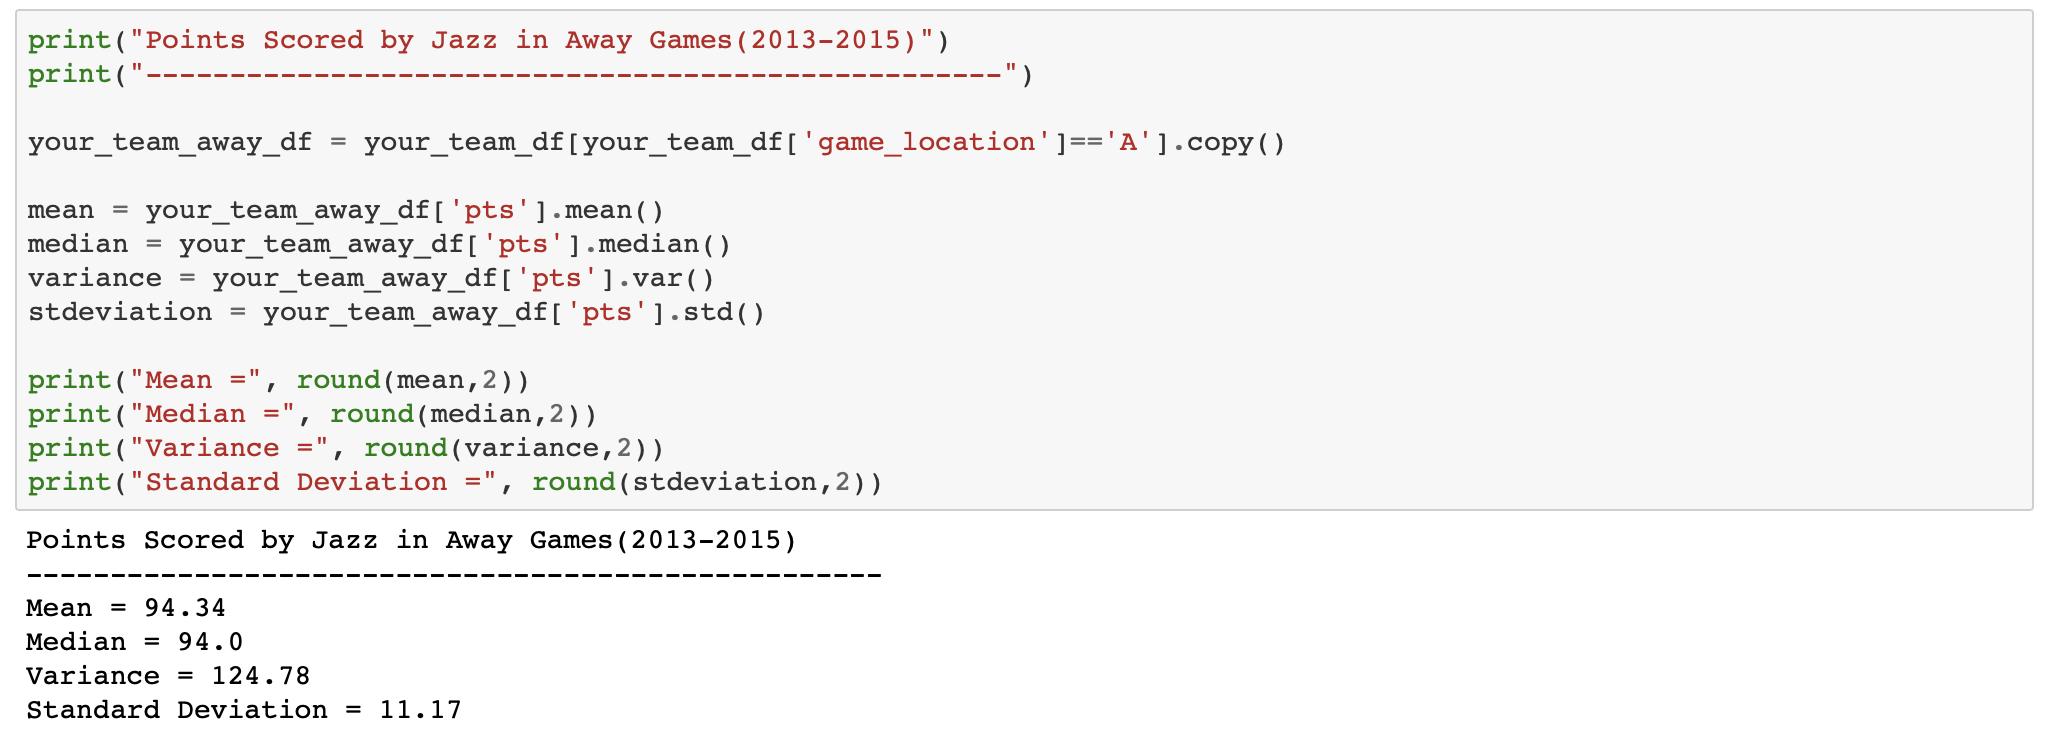 print("Points Scored by Jazz in Away Games(2013-2015)")
print("---------------------------------------------------")
your_team_away_df = your_team_df[your_team_df['game_location']=='A'].copy()
mean = your_team_away_df['pts'].mean()
median = your_team_away_df['pts'].median()
variance = your_team_away_df['pts'].var()
stdeviation = your_team_away_df['pts'].std()
print("Mean =", round(mean,2))
print("Median =", round(median,2))
print("Variance =", round(variance,2))
print("Standard Deviation =", round(stdeviation,2))
Points Scored by Jazz in Away Games(2013-2015)
---------------------------------------------------
Mean = 94.34
Median = 94.0
Variance = 124.78
Standard Deviation = 11.17